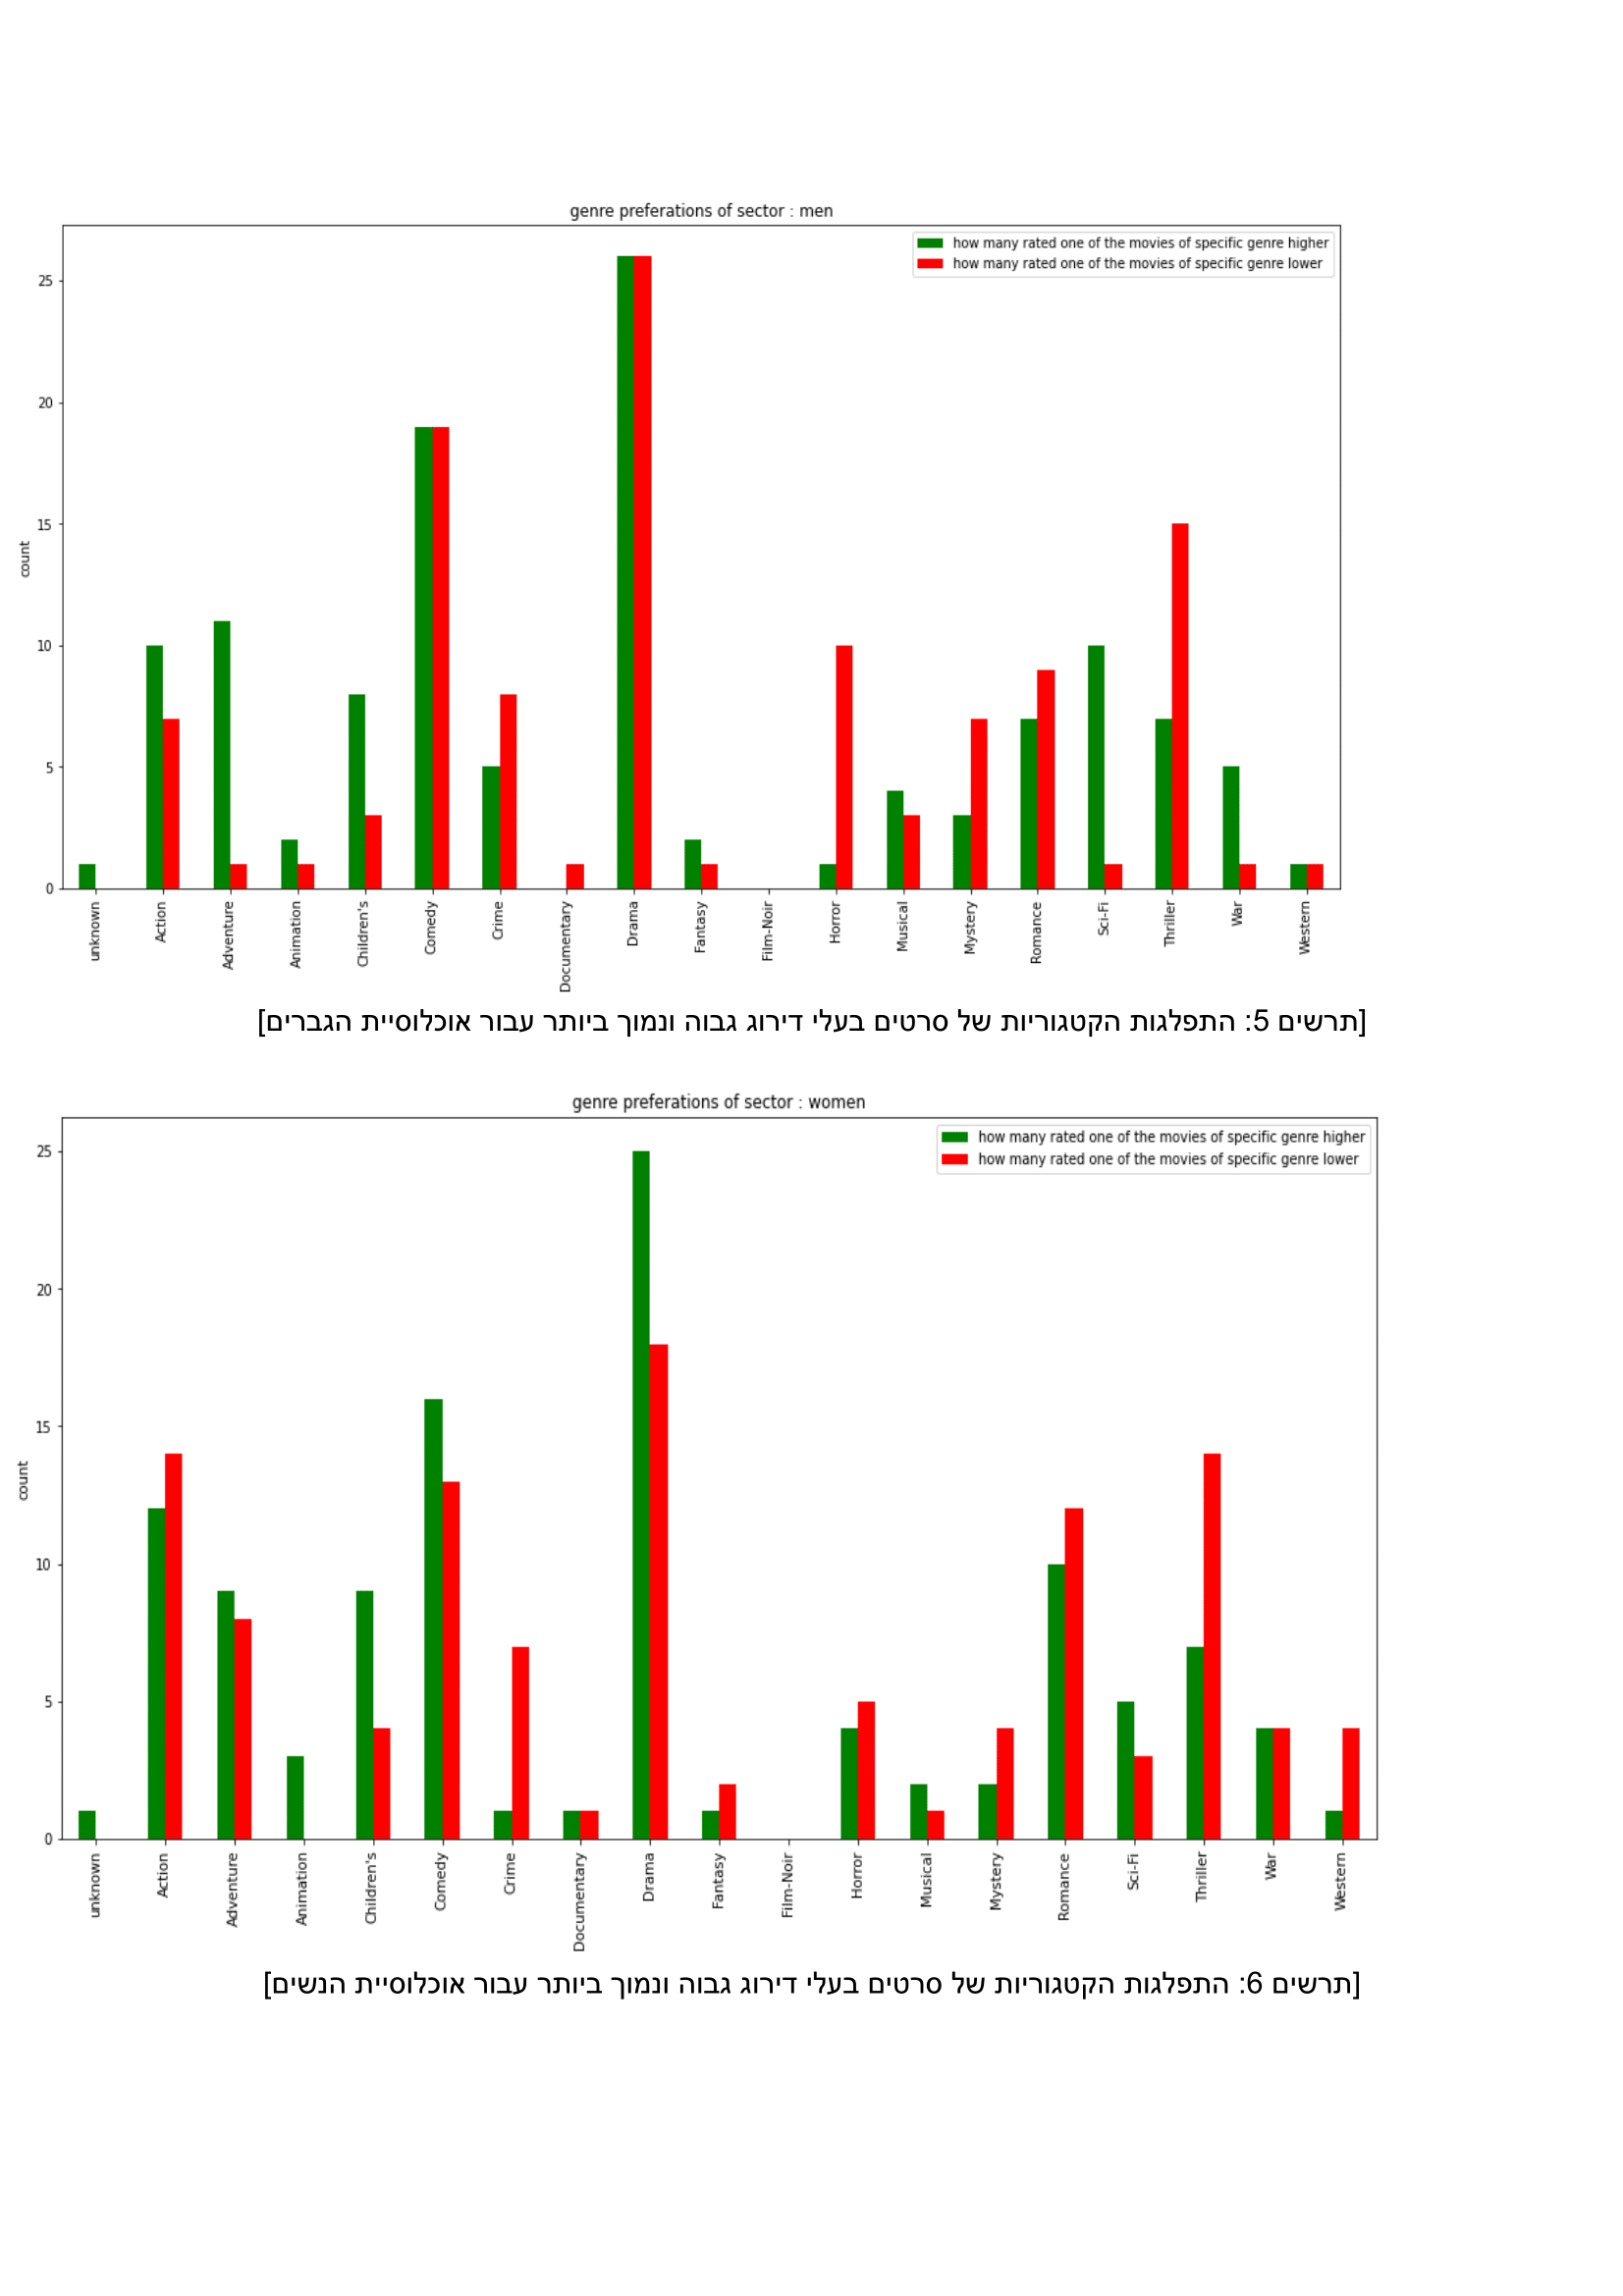 genre preferations of sector : men
how many rated one of the movies of specific genre higher
how many rated one of the movies of specific genre lower
25
20
15
10
5
0
count
unknown
Action
Adventure
Animation
Children's
Comedy
Crime
Documentary
Drama
Fantasy
Film-Noir
Horror
Musical
Mystery
Romance
Sci-Fi
Thriller
War
Western
[תרשים 5: התפלגות הקטגוריות של סרטים בעלי דירוג גבוה ונמוך ביותר עבור אוכלוסיית הגברים]
genre preferations of sector : women
how many rated one of the movies of specific genre higher
how many rated one of the movies of specific genre lower
25
20
15
10
5
0
count
unknown
Action
Adventure
Animation
Children's
Comedy
Crime
Documentary
Drama
Fantasy
Film-Noir
Horror
Musical
Mystery
Romance
Sci-Fi
Thriller
War
Western
[תרשים 6: התפלגות הקטגוריות של סרטים בעלי דירוג גבוה ונמוך ביותר עבור אוכלוסיית הנשים]